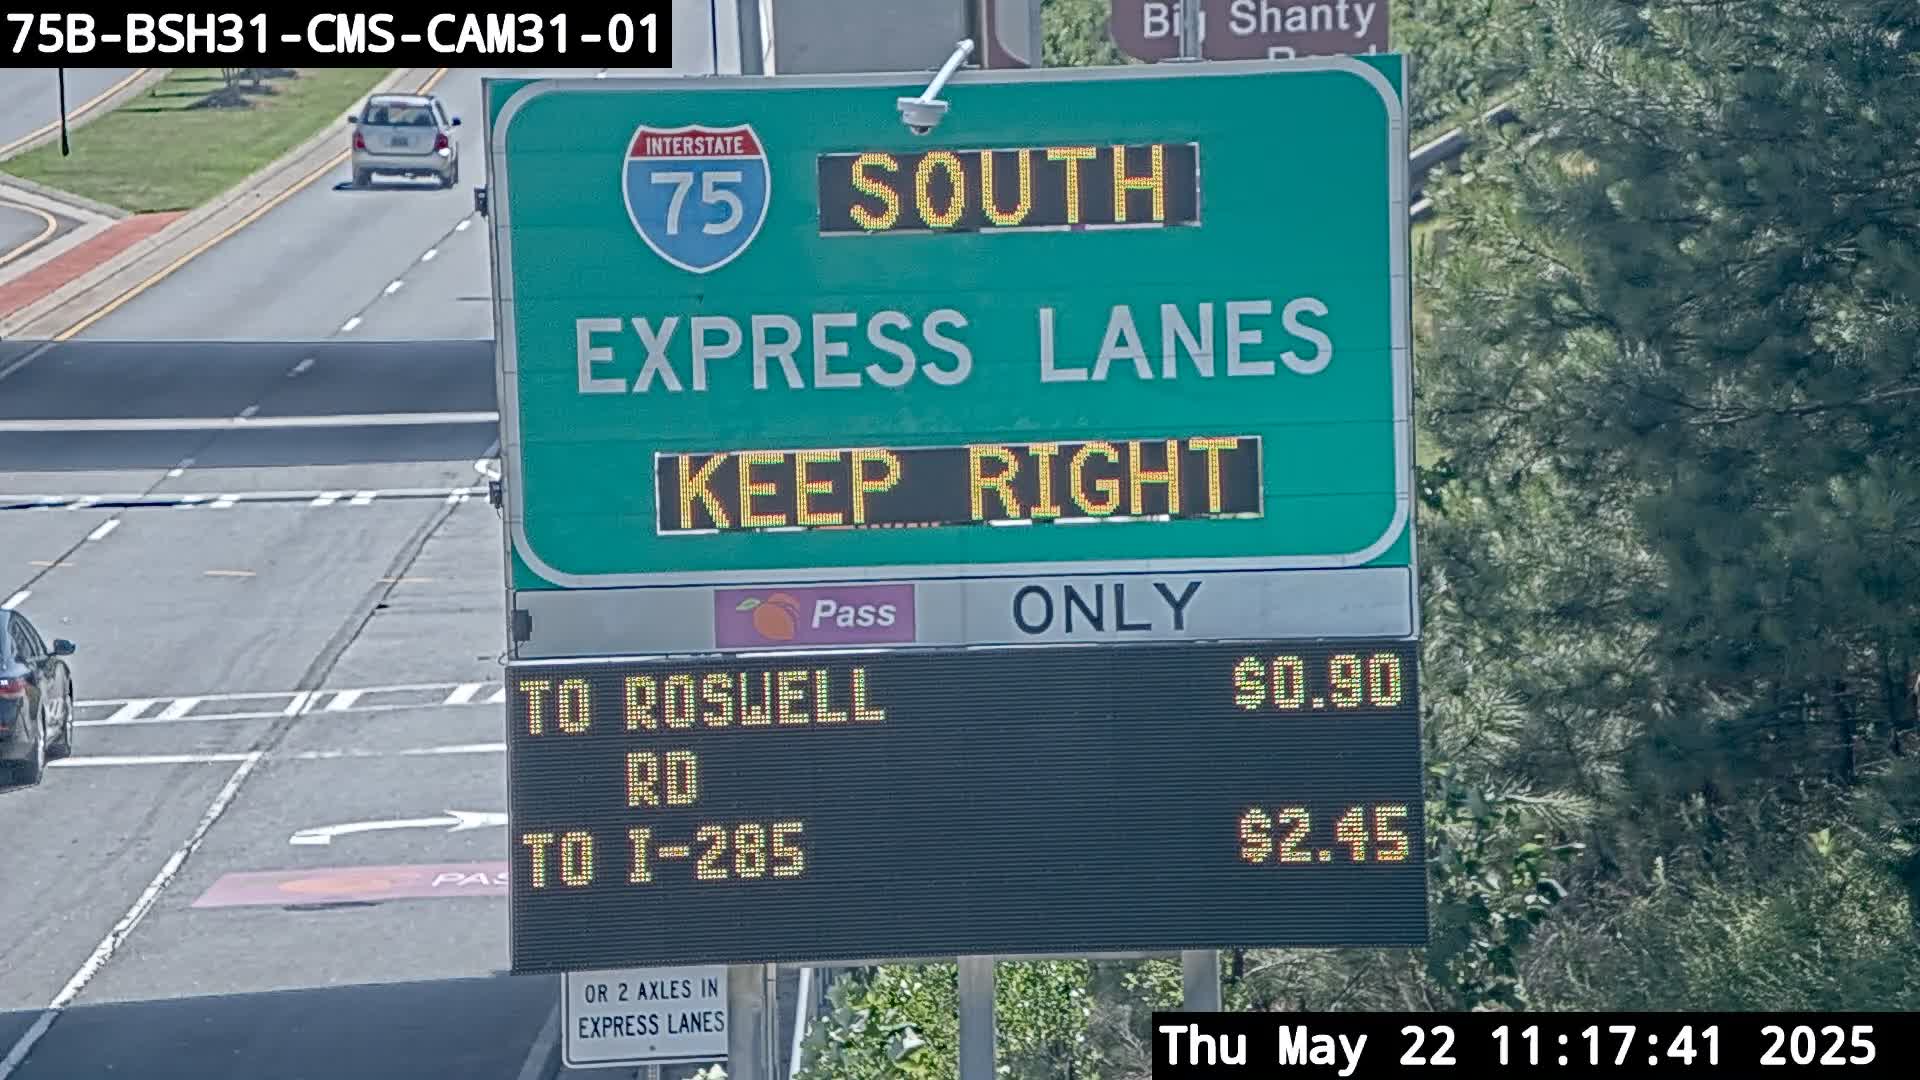 75B-BSH31-CMS-CAM31-01
Big Shanty
Road
INTERSTATE
75
SOUTH
EXPRESS LANES
KEEP RIGHT
Pass ONLY
TO ROSWELL $0.90
RD
TO I-285 $2.45
PAS
OR 2 AXLES IN
EXPRESS LANES
Thu May 22 11:17:41 2025